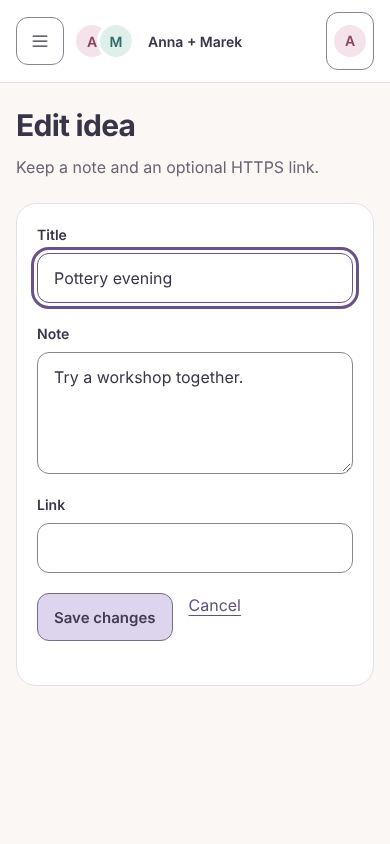 A M Anna + Marek A
Edit idea
Keep a note and an optional HTTPS link.
Title
Pottery evening
Note
Try a workshop together.
Link
Save changes Cancel